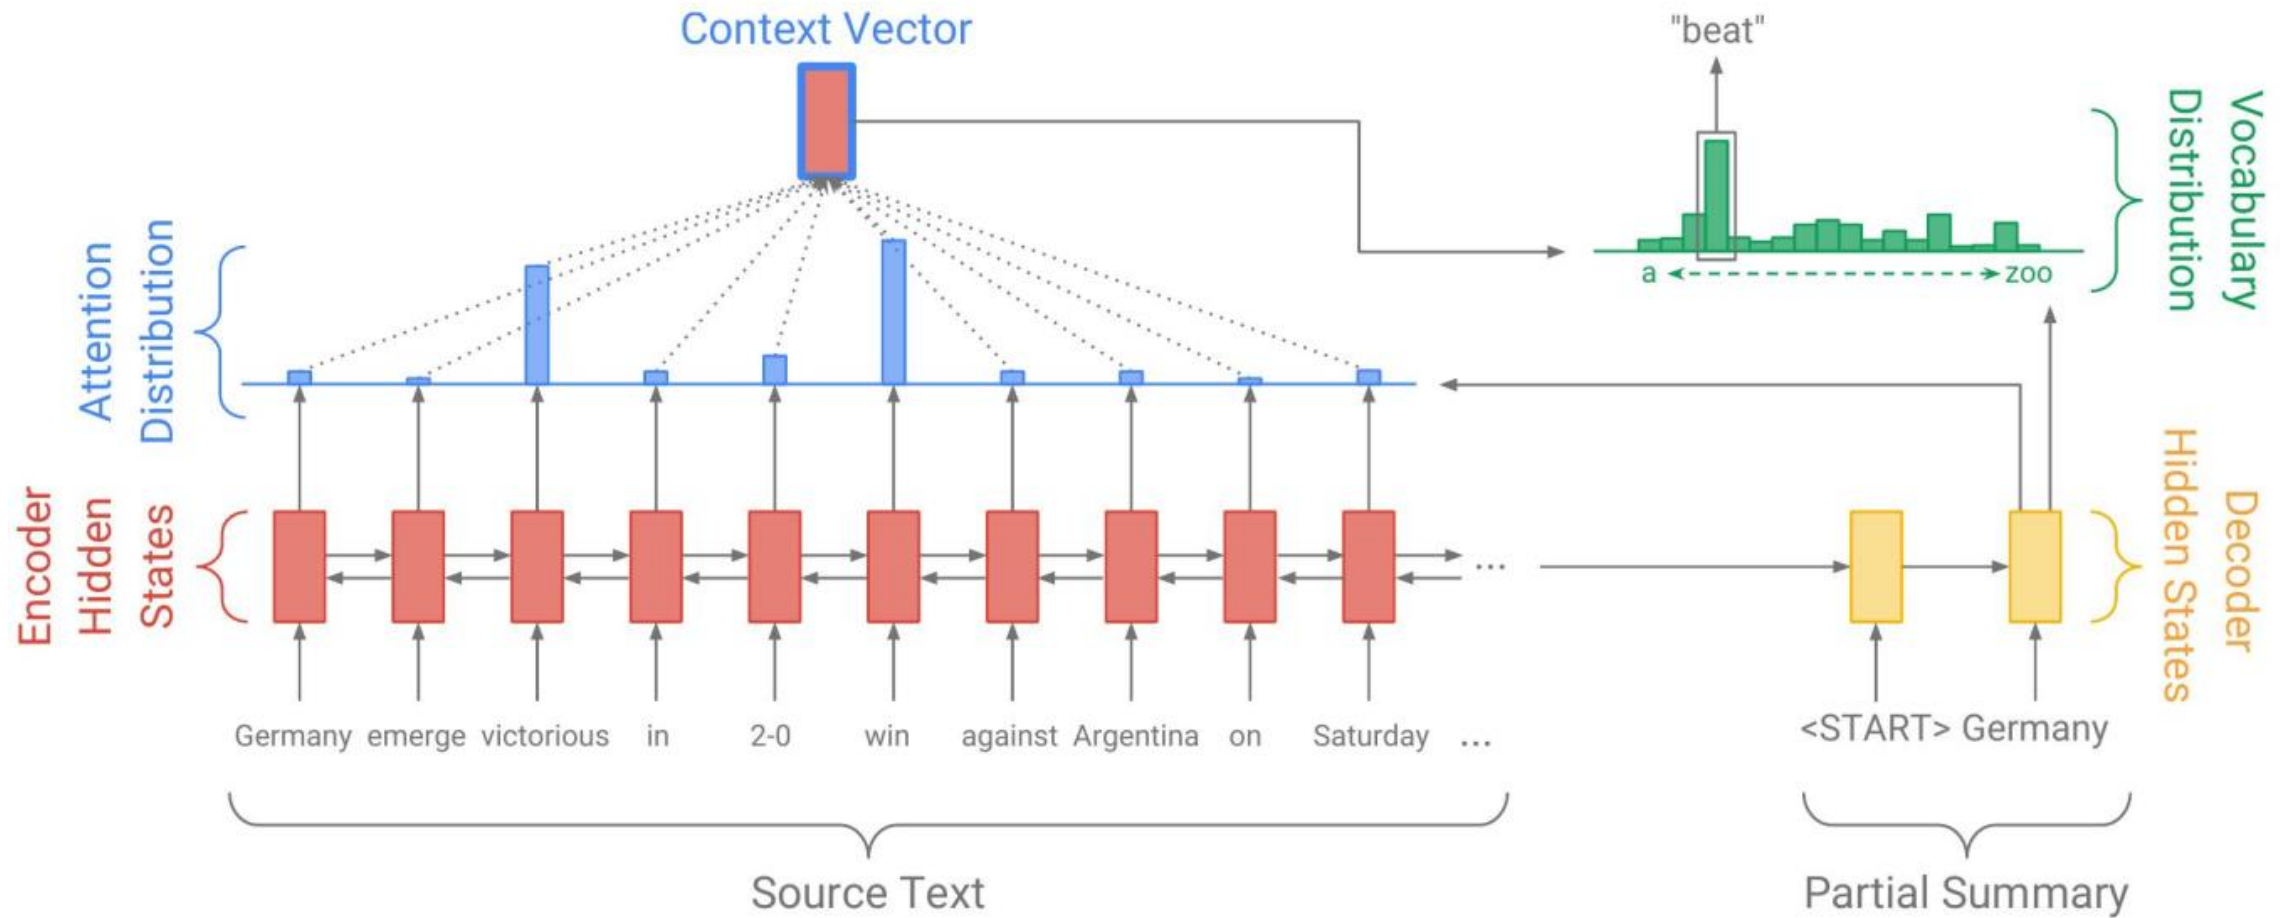 Context Vector
"beat"
Vocabulary
Distribution
a
zoo
Attention
Distribution
Encoder
Hidden
States
...
Decoder
Hidden States
Germany emerge victorious in 2-0 win against Argentina on Saturday ...
<START> Germany
Source Text
Partial Summary